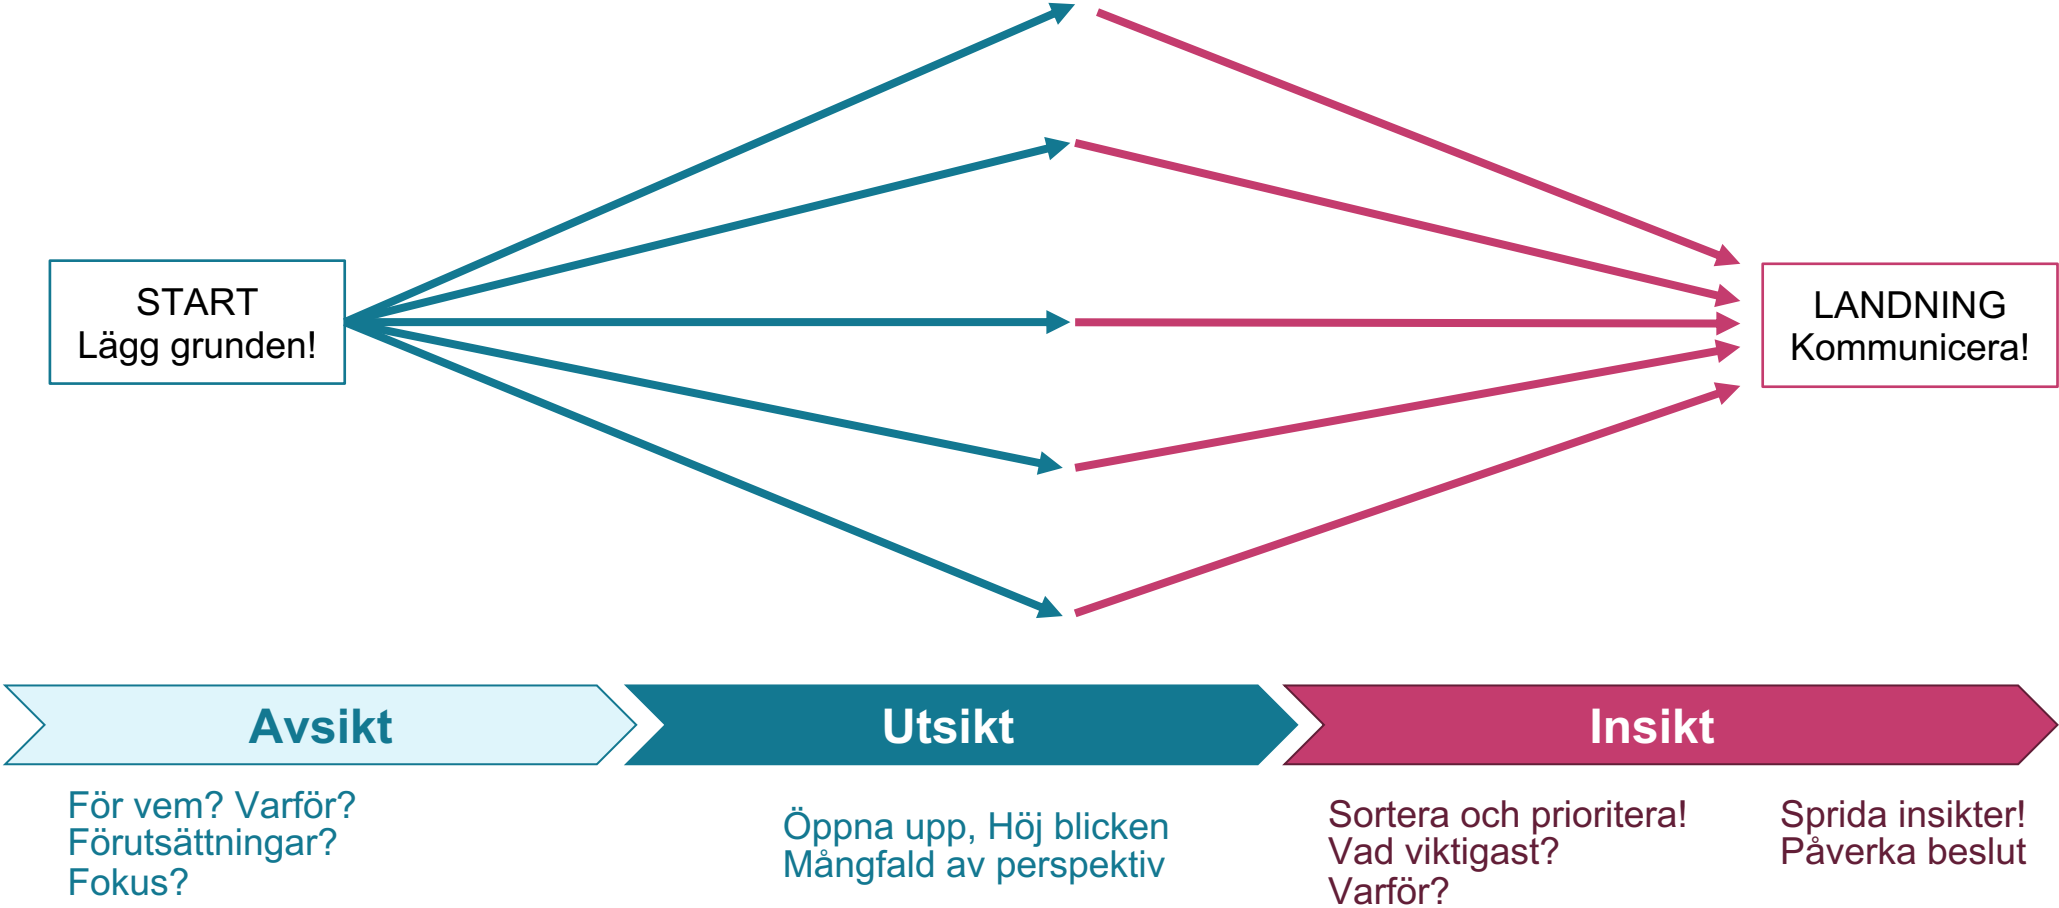 START
Lägg grunden!
LANDNING
Kommunicera!
Avsikt
Utsikt
Insikt
För vem? Varför?
Förutsättningar?
Fokus?
Öppna upp, Höj blicken
Mångfald av perspektiv
Sortera och prioritera!
Vad viktigast?
Varför?
Sprida insikter!
Påverka beslut